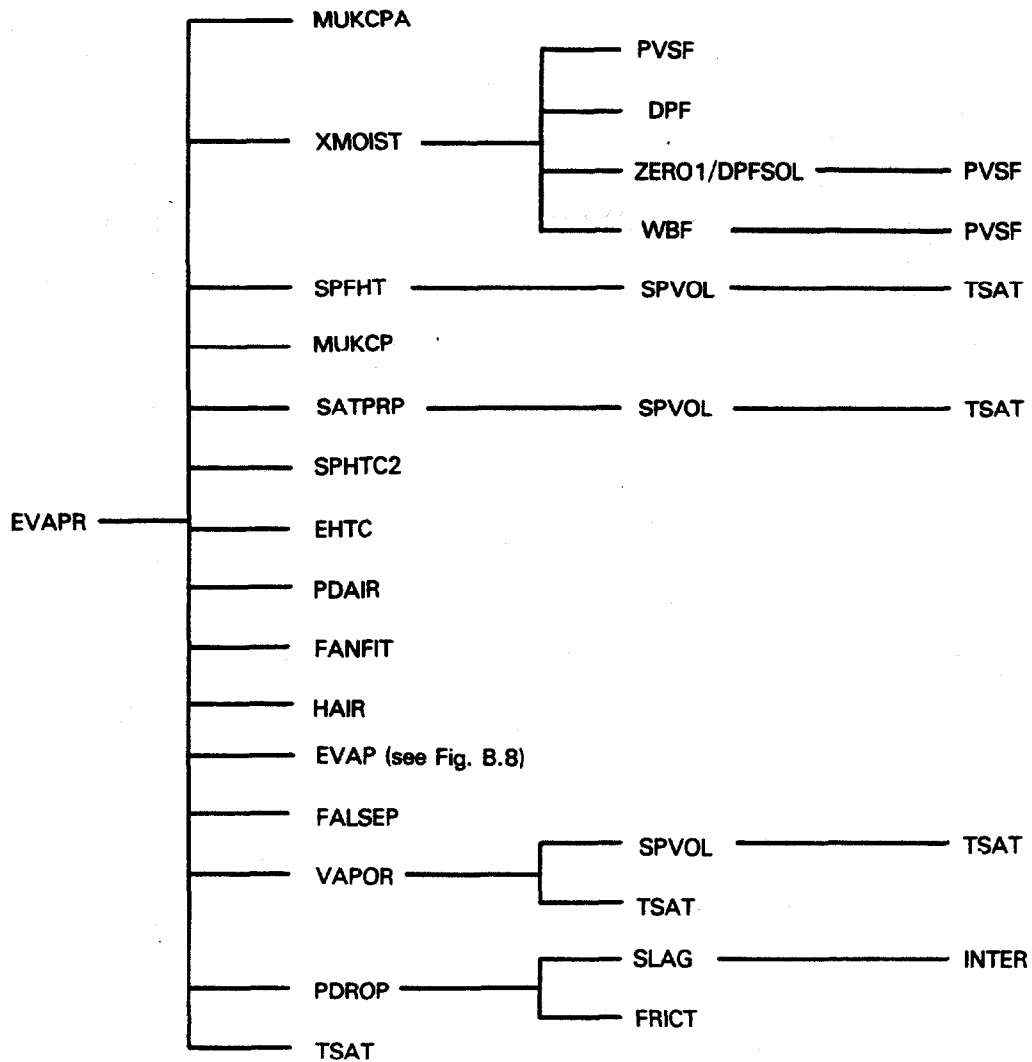 MUKCPA
PVSF
DPF
XMOIST
ZERO1/DPFSOL PVSF
WBF PVSF
SPFHT SPVOL TSAT
MUKCP
SATPRP SPVOL TSAT
SPHTC2
EVAPR
EHTC
PDAIR
FANFIT
HAIR
EVAP (see Fig. B.8)
FALSEP
SPVOL TSAT
VAPOR
TSAT
SLAG INTER
PDROP
FRICT
TSAT